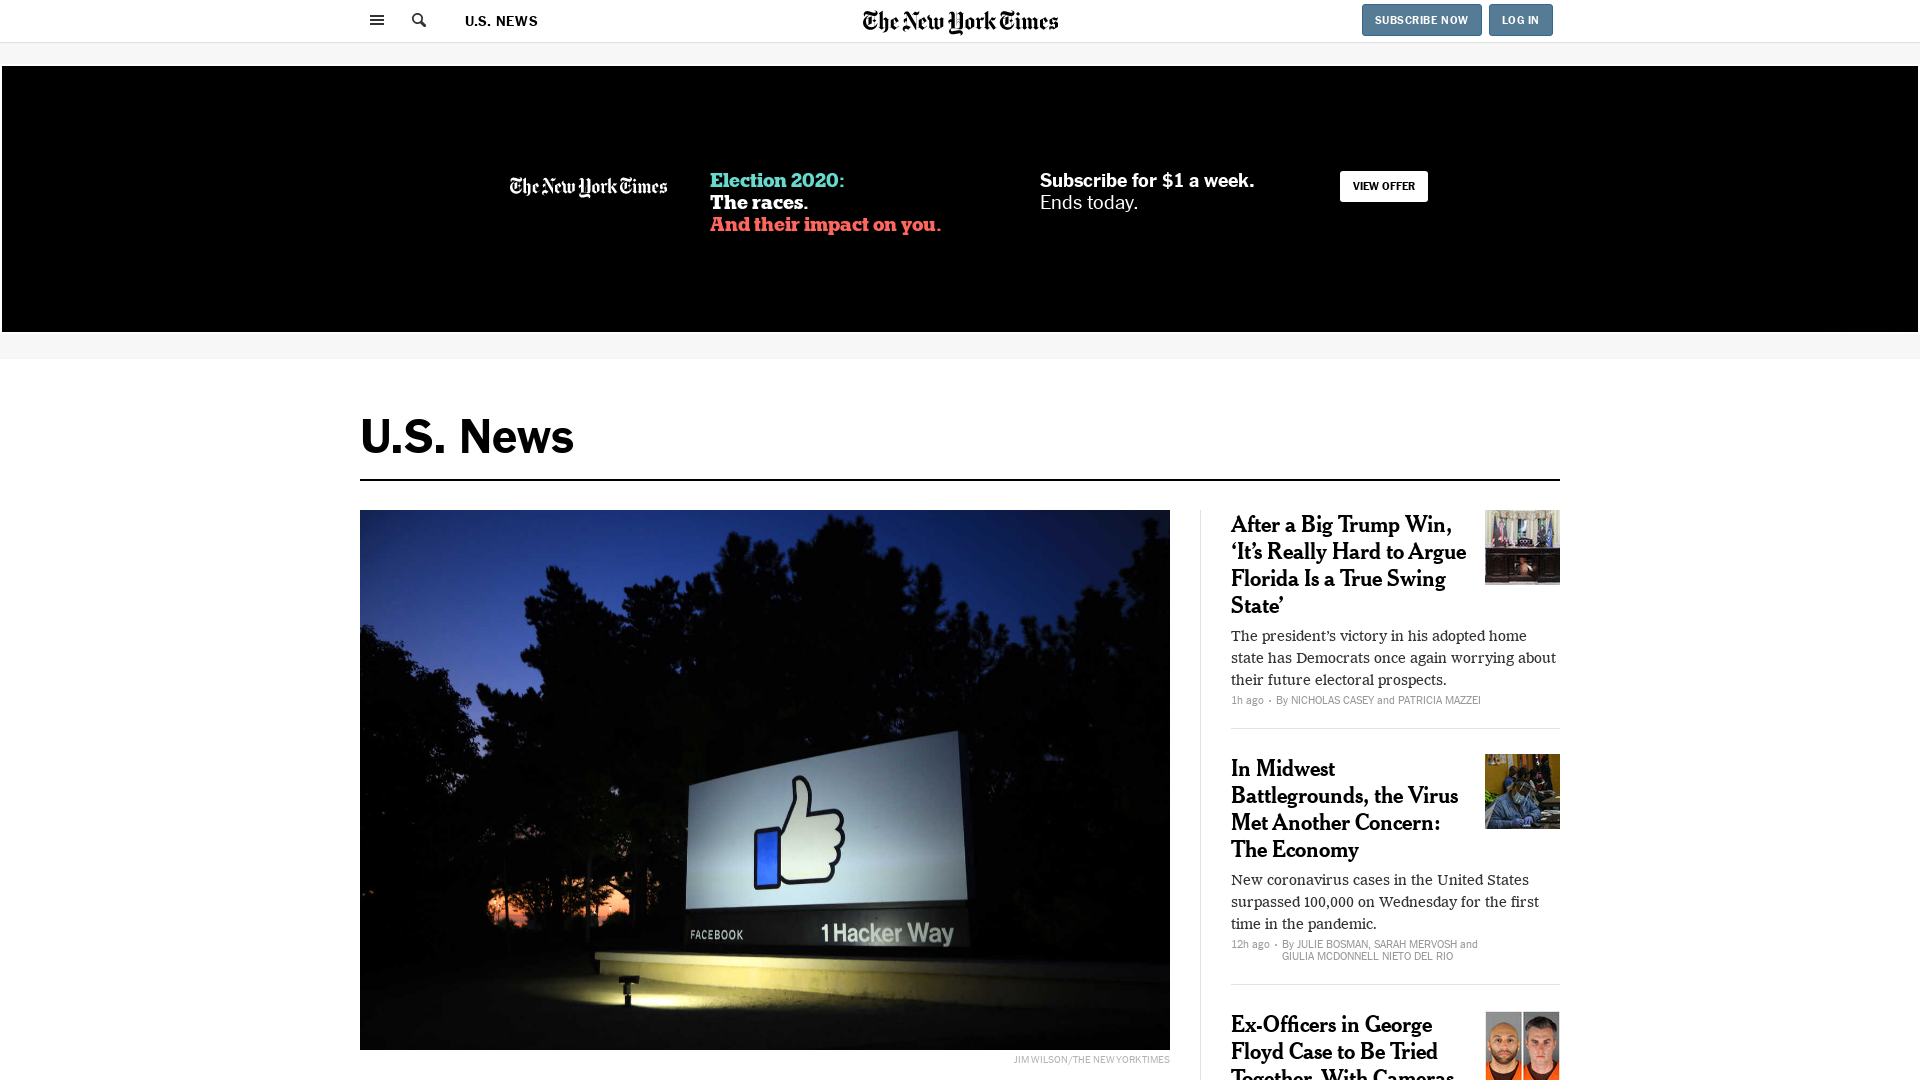 U.S. NEWS
The New York Times
SUBSCRIBE NOW
LOG IN
The New York Times
Election 2020:
The races.
And their impact on you.
Subscribe for $1 a week.
Ends today.
VIEW OFFER
U.S. News
FACEBOOK
1 Hacker Way
JIM WILSON/THE NEW YORKTIMES
After a Big Trump Win,
‘It’s Really Hard to Argue
Florida Is a True Swing
State’
The president’s victory in his adopted home
state has Democrats once again worrying about
their future electoral prospects.
1h ago • By NICHOLAS CASEY and PATRICIA MAZZEI
In Midwest
Battlegrounds, the Virus
Met Another Concern:
The Economy
New coronavirus cases in the United States
surpassed 100,000 on Wednesday for the first
time in the pandemic.
12h ago • By JULIE BOSMAN, SARAH MERVOSH and
GIULIA MCDONNELL NIETO DEL RIO
Ex-Officers in George
Floyd Case to Be Tried
Together, With Cameras